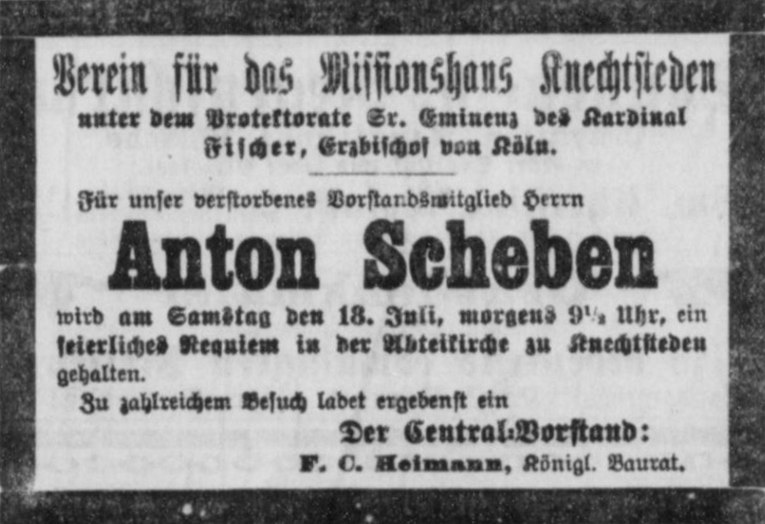 Verein für das Missionshaus Knechtsteden
unter dem Protektorate Sr. Eminenz des Kardinal
Fischer, Erzbischof von Köln.
Für unser verstorbenes Vorstandsmitglied Herrn
Anton Scheben
wird am Samstag den 13. Juli, morgens 9½ Uhr, ein
feierliches Requiem in der Abteikirche zu Knechtsteden
gehalten.
Zu zahlreichem Besuch ladet ergebenst ein
Der Central-Vorstand:
F. C. Heimann, Königl. Baurat.